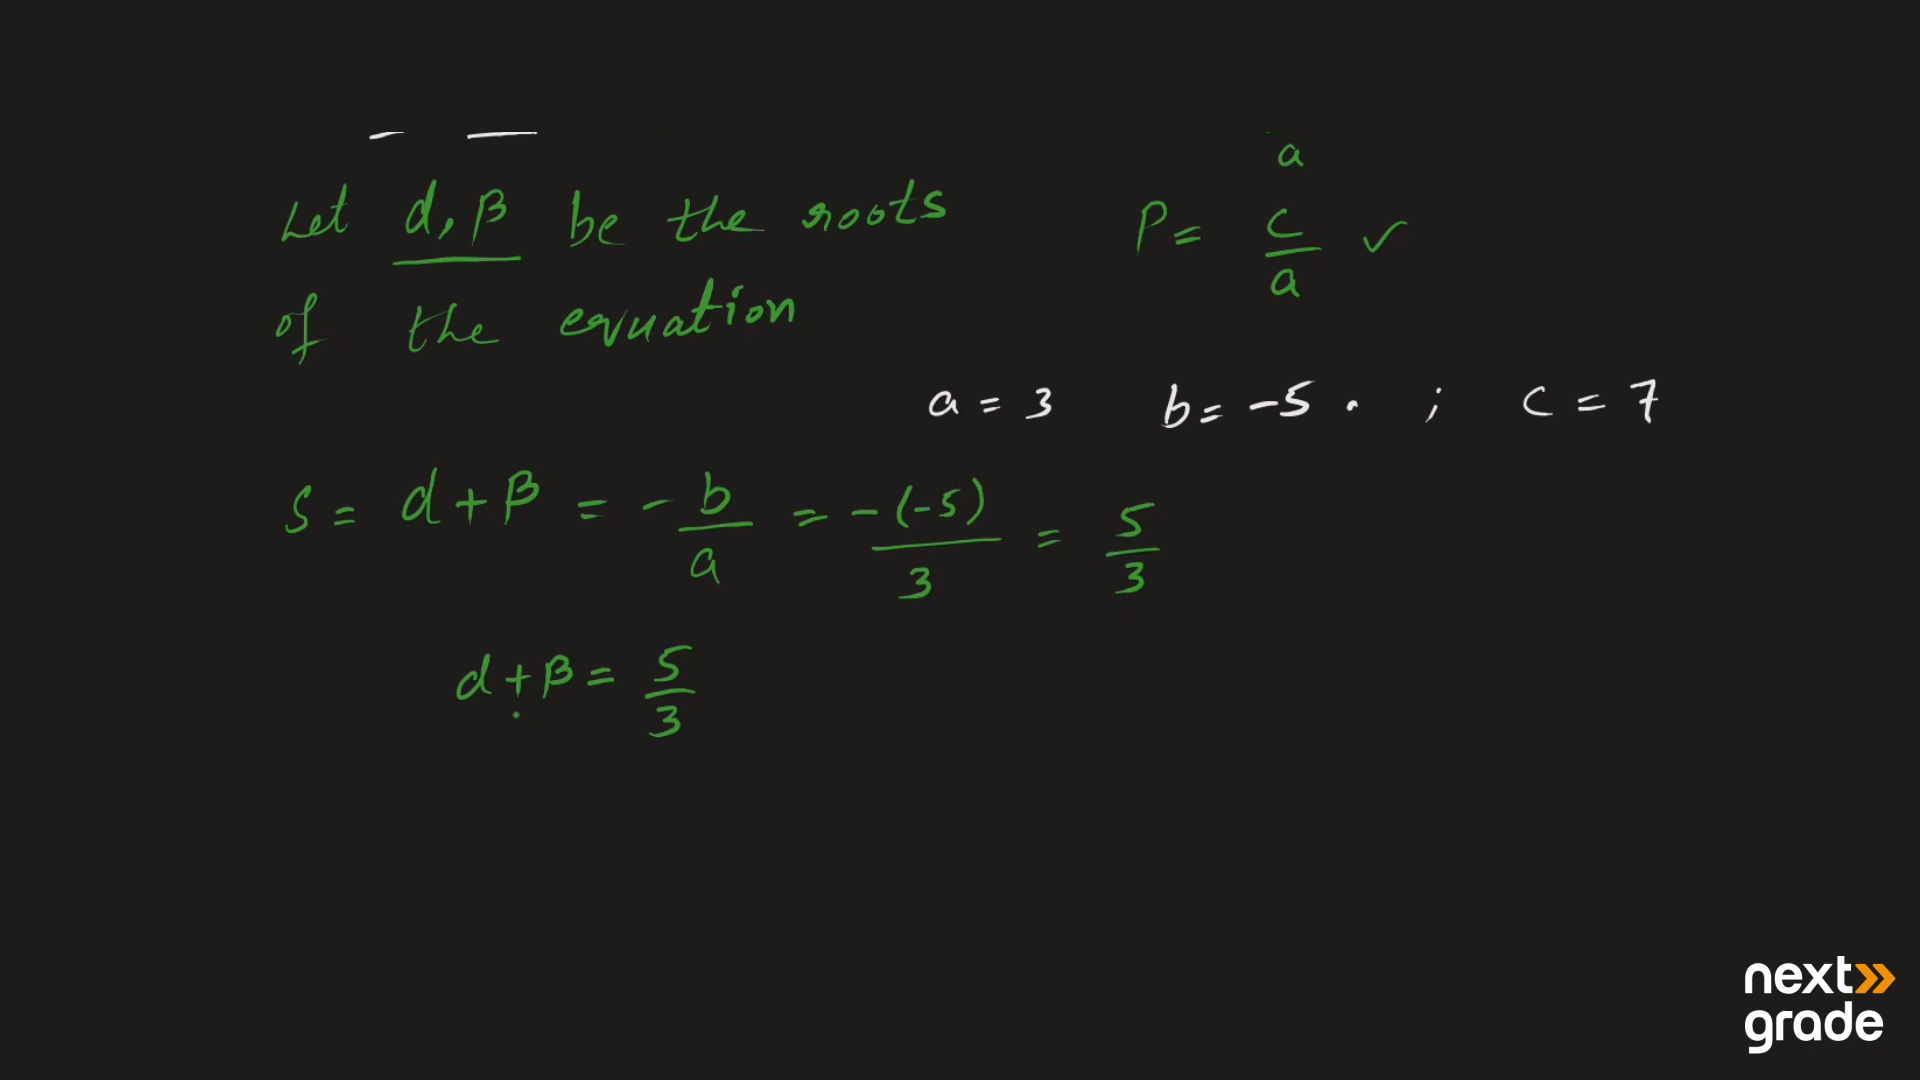 a
Let α, β be the roots
P = c/a ✓
of the equation
a = 3 b = -5 . ; c = 7
S = α + β = - b/a = -(-5)/3 = 5/3
α + β = 5/3
next
grade